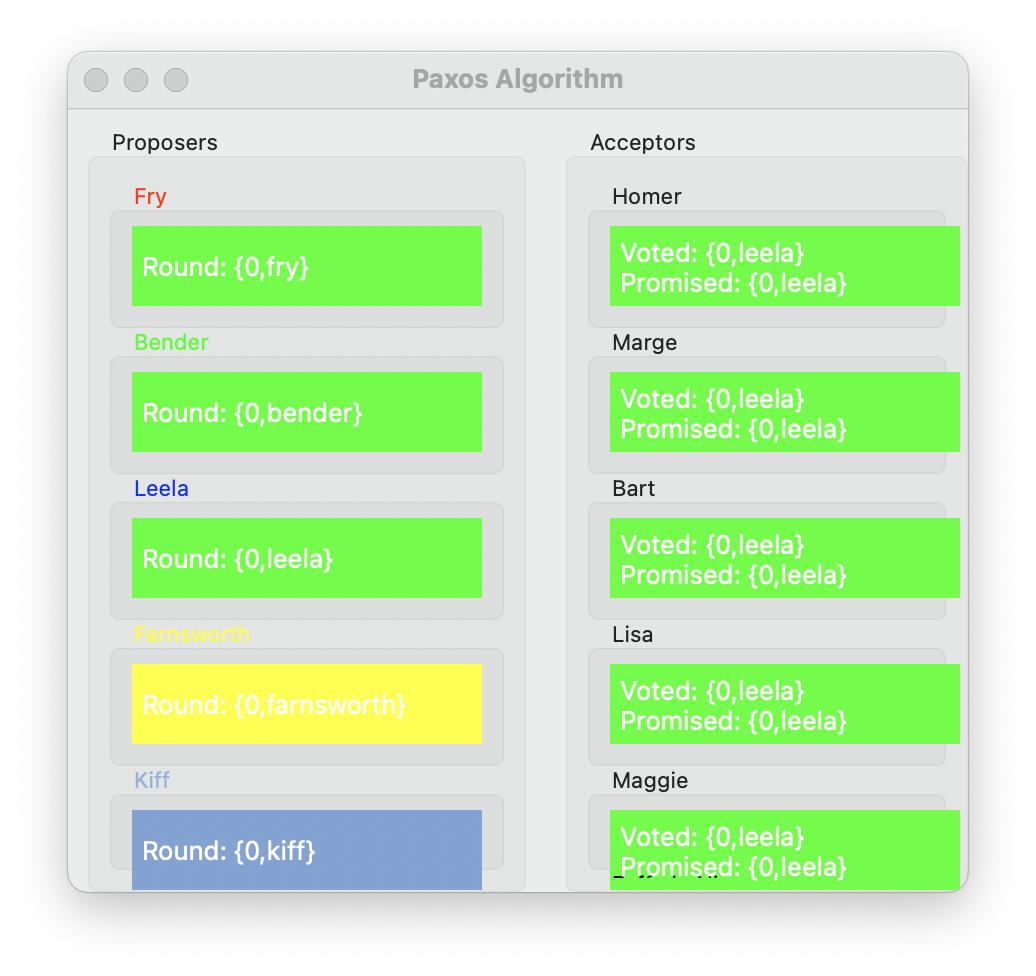 Paxos Algorithm
Proposers
Fry
Round: {0,fry}
Bender
Round: {0,bender}
Leela
Round: {0,leela}
Farnsworth
Round: {0,farnsworth}
Kiff
Round: {0,kiff}
Acceptors
Homer
Voted: {0,leela}
Promised: {0,leela}
Marge
Voted: {0,leela}
Promised: {0,leela}
Bart
Voted: {0,leela}
Promised: {0,leela}
Lisa
Voted: {0,leela}
Promised: {0,leela}
Maggie
Voted: {0,leela}
Promised: {0,leela}